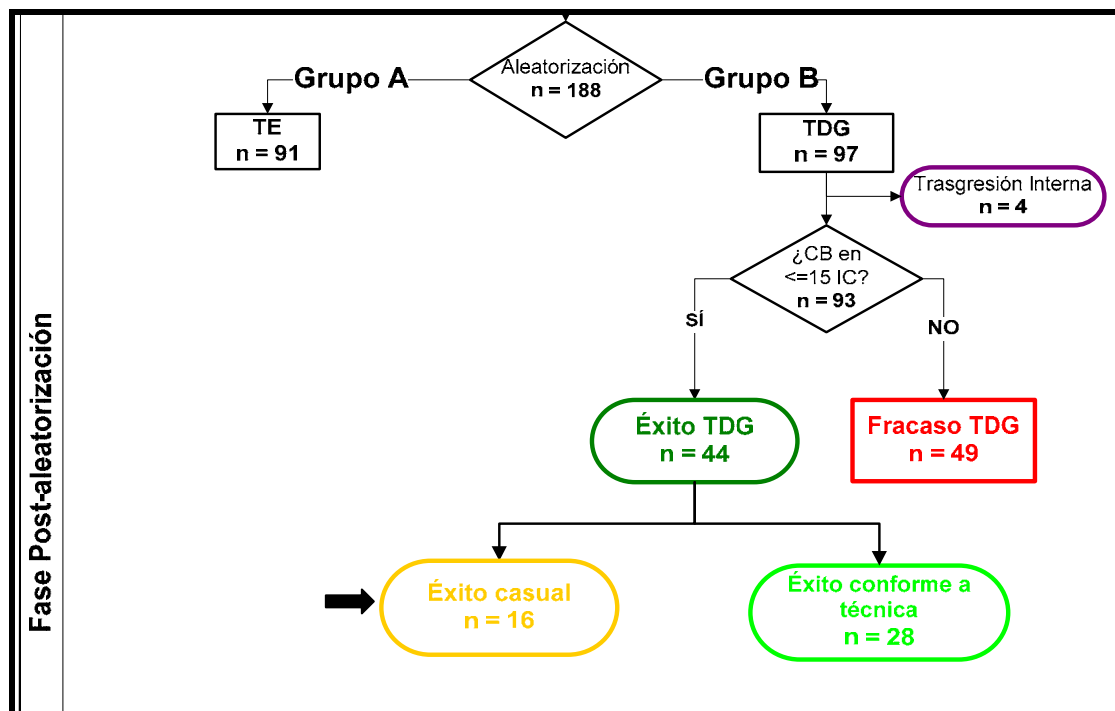 Fase Post-aleatorización
Aleatorización
n = 188
Grupo A
Grupo B
TE
n = 91
TDG
n = 97
Trasgresión Interna
n = 4
¿CB en
<=15 IC?
n = 93
SÍ
NO
Éxito TDG
n = 44
Fracaso TDG
n = 49
Éxito casual
n = 16
Éxito conforme a
técnica
n = 28